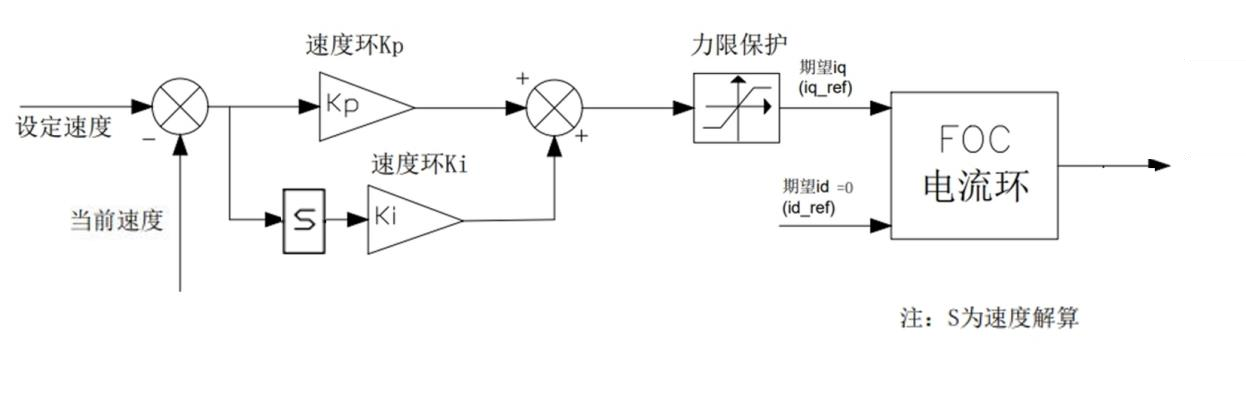 速度环Kp
力限保护
期望iq
(iq_ref)
+
Kp
设定速度
−
+
FOC
电流环
速度环Ki
期望id =0
(id_ref)
当前速度
S
Ki
注：S为速度解算